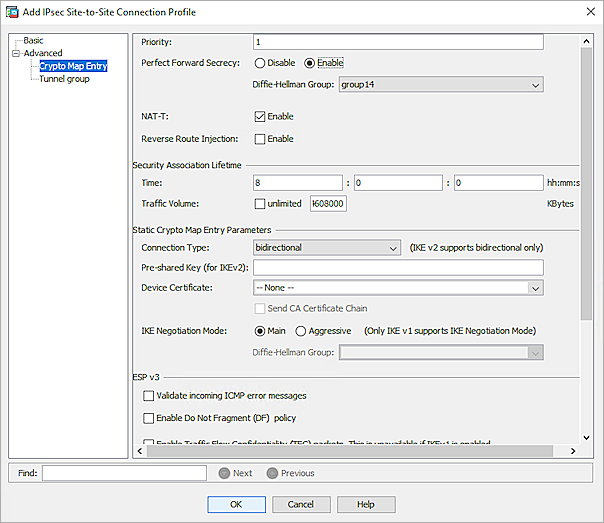 Add IPsec Site-to-Site Connection Profile
Basic
Advanced
Crypto Map Entry
Tunnel group
Priority: 1
Perfect Forward Secrecy: Disable Enable
Diffie-Hellman Group: group14
NAT-T: Enable
Reverse Route Injection: Enable
Security Association Lifetime
Time: 8 : 0 : 0 hh:mm:s
Traffic Volume: unlimited 4608000 KBytes
Static Crypto Map Entry Parameters
Connection Type: bidirectional (IKE v2 supports bidirectional only)
Pre-shared Key (for IKEv2):
Device Certificate: -- None --
Send CA Certificate Chain
IKE Negotiation Mode: Main Aggressive (Only IKE v1 supports IKE Negotiation Mode)
Diffie-Hellman Group:
ESP v3
Validate incoming ICMP error messages
Enable Do Not Fragment (DF) policy
Enable Traffic Flow Confidentiality (TFC) packets. This is unavailable if IKEv1 is enabled.
Find: Next Previous
OK Cancel Help